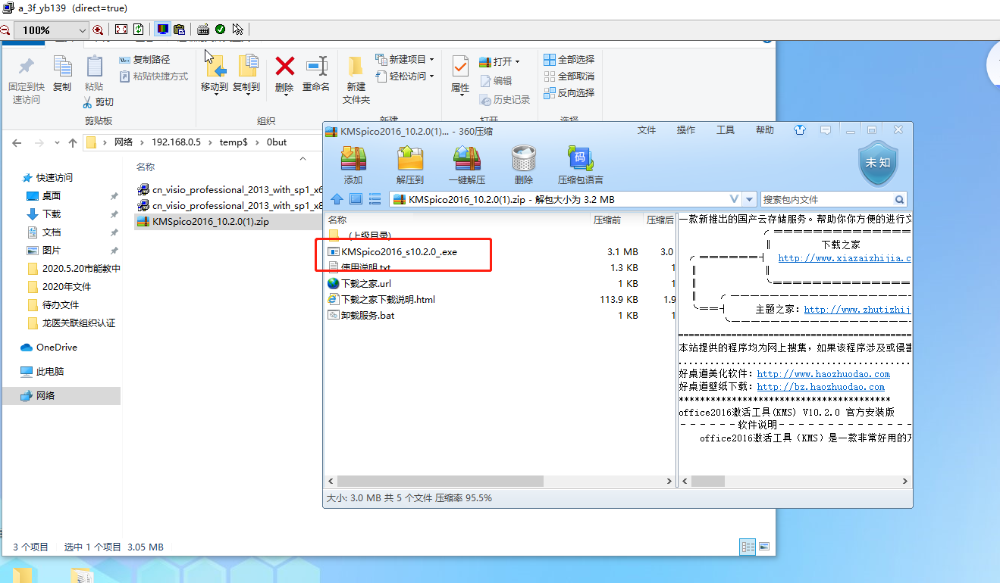 a_3f_yb139 (direct=true)
100%
固定到快速访问
复制
粘贴
复制路径
粘贴快捷方式
剪切
剪贴板
移动到
复制到
删除
重命名
组织
新建文件夹
新建项目
轻松访问
新建
属性
打开
编辑
历史记录
打开
全部选择
全部取消
反向选择
选择
网络 › 192.168.0.5 › temp$ › 0but
快速访问
桌面
下载
文档
图片
2020.5.20市能教中
2020年文件
待办文件
龙医关联组织认证
OneDrive
此电脑
网络
名称
cn_visio_professional_2013_with_sp1_x6
cn_visio_professional_2013_with_sp1_x8
KMSpico2016_10.2.0(1).zip
3 个项目
选中 1 个项目 3.05 MB
KMSpico2016_10.2.0(1)... - 360压缩
文件
操作
工具
帮助
添加
解压到
一键解压
删除
码
压缩包语言
未知
KMSpico2016_10.2.0(1).zip - 解包大小为 3.2 MB
搜索包内文件
名称
压缩前
压缩后
(上级目录)
KMSpico2016_s10.2.0_.exe 3.1 MB 3.0
使用说明.txt 1.3 KB 1
下载之家.url 1 KB 1
下载之家下载说明.html 113.9 KB 1.9
卸载服务.bat 1 KB 1
一款新推出的国产云存储服务。帮助你你方便的进行文
下载之家
http://www.xiazaizhijia.c
主题之家：http://www.zhutizhij
本站提供的程序均为网上搜集，如果该程序涉及或侵害
好桌道美化软件：http://www.haozhuodao.com
好桌道壁纸下载：http://bz.haozhuodao.com
****************************************
office2016激活工具(KMS) V10.2.0 官方安装版
------软件说明-------------
office2016激活工具（KMS）是一款非常好用的
大小: 3.0 MB 共 5 个文件 压缩率 95.5%